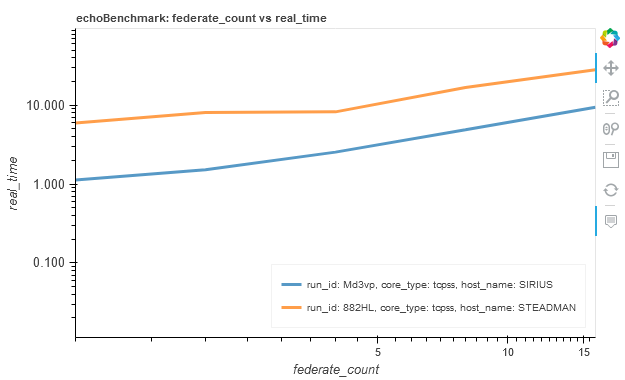 echoBenchmark: federate_count vs real_time
10.000
1.000
0.100
real_time
run_id: Md3vp, core_type: tcpss, host_name: SIRIUS
run_id: 882HL, core_type: tcpss, host_name: STEADMAN
5
10
15
federate_count